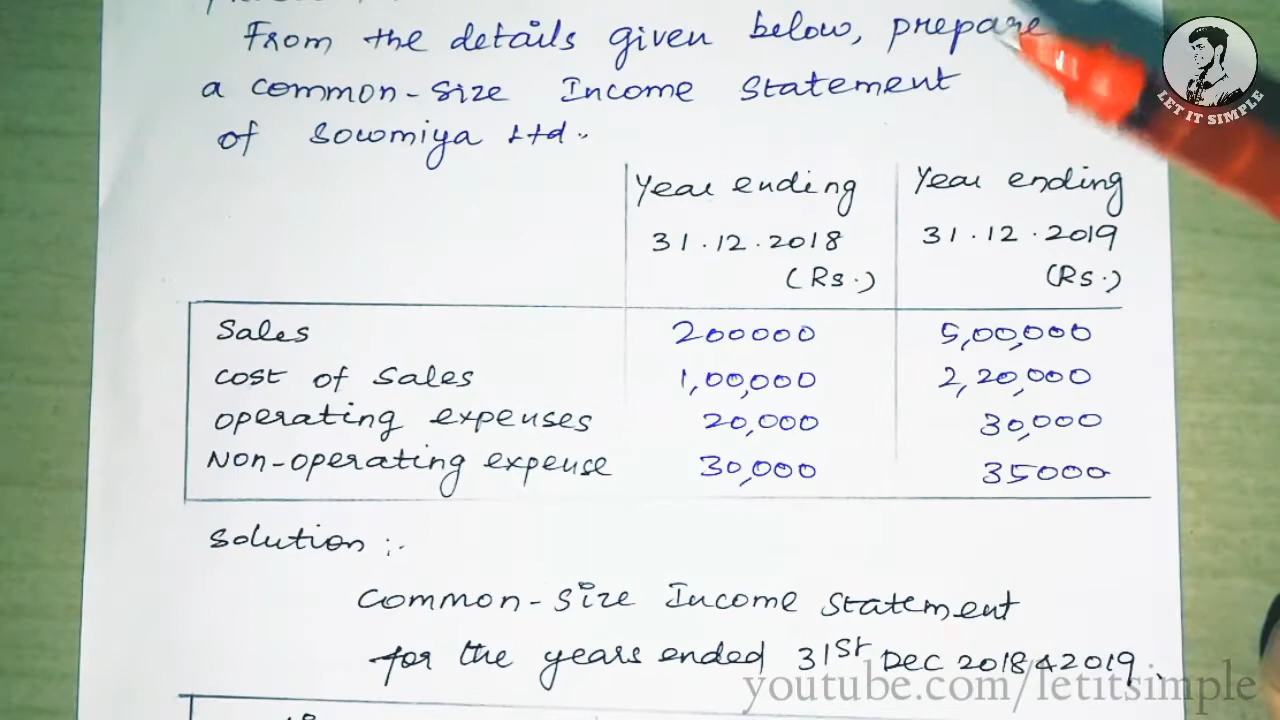 From the details given below, prepare
a common-size Income Statement
of Sowmiya Ltd.
Year ending Year ending
31.12.2018 31.12.2019
(Rs.) (Rs.)
Sales 200000 5,00,000
Cost of Sales 1,00,000 2,20,000
Operating expenses 20,000 30,000
Non-operating expense 30,000 35000
Solution :-
Common-Size Income Statement
for the years ended 31st Dec 2018 & 2019.
LET IT SIMPLE
youtube.com/letitsimple